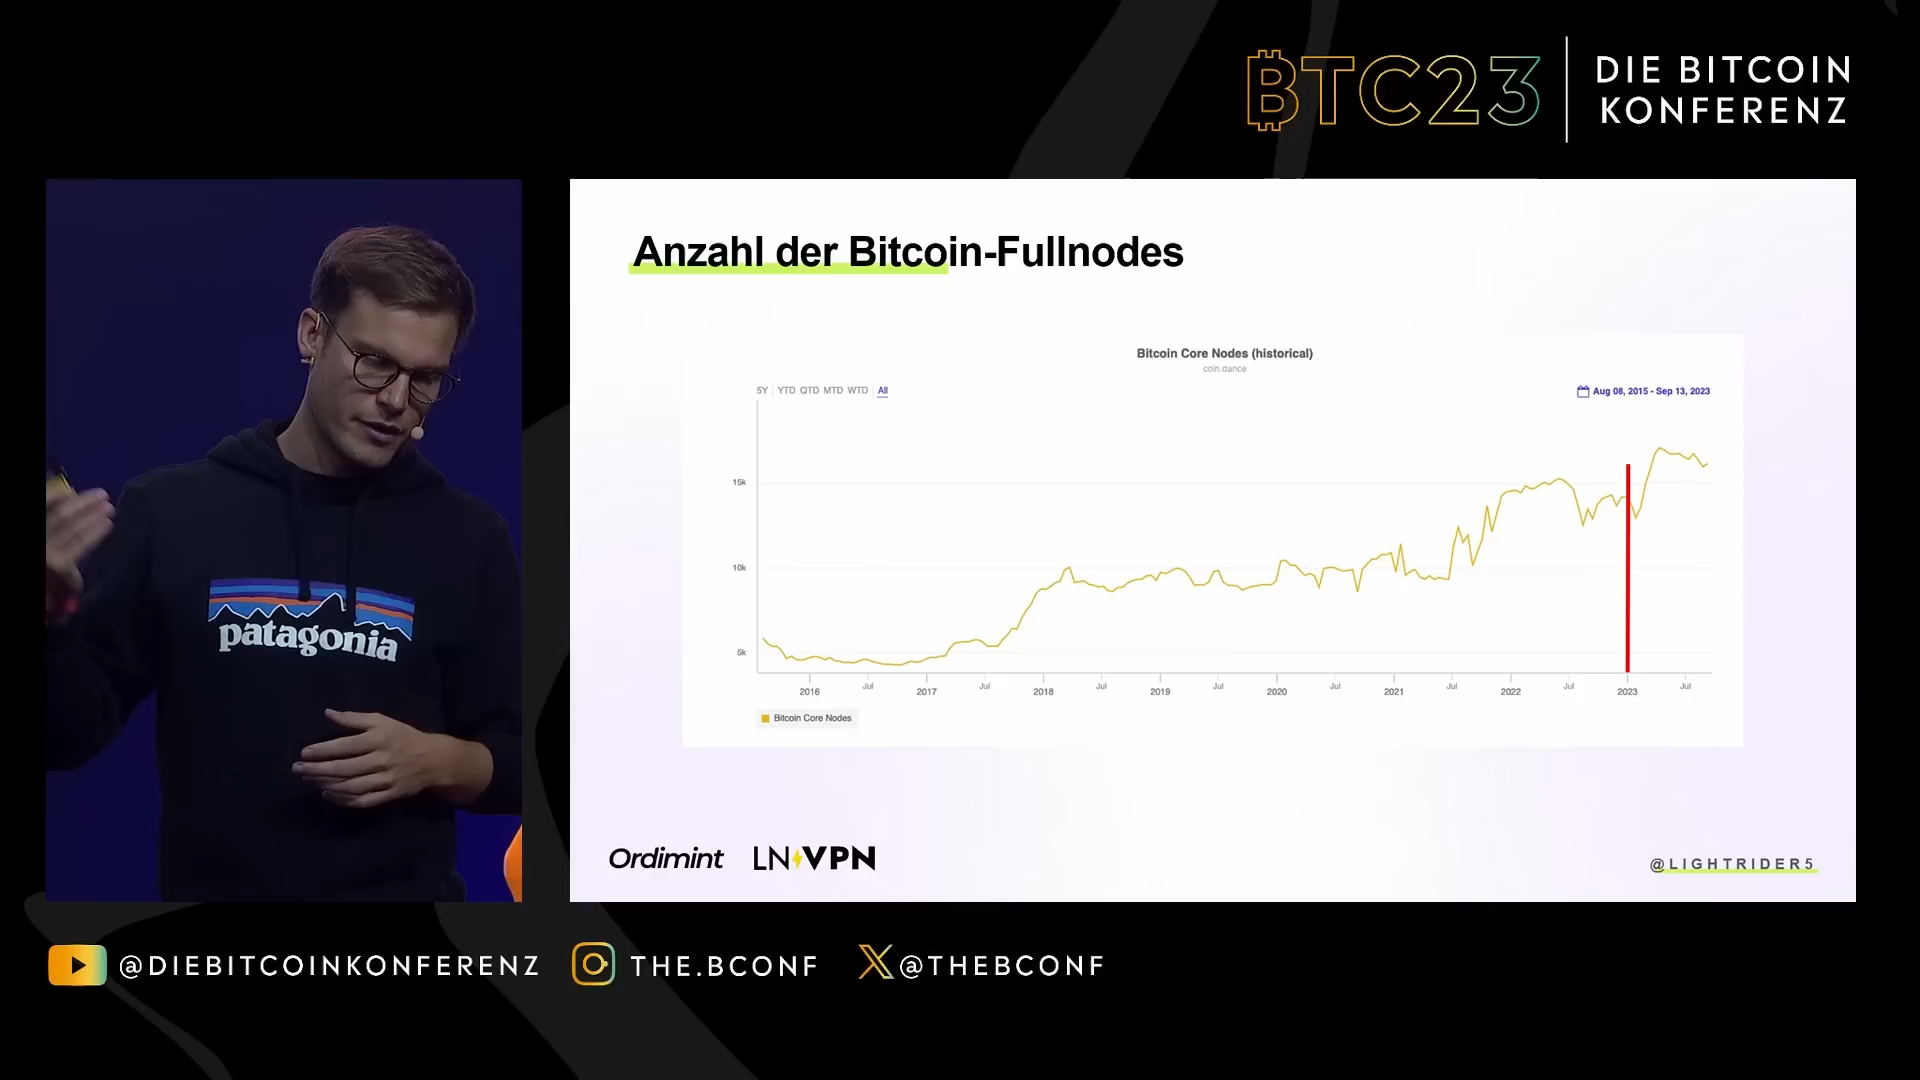 BTC23
DIE BITCOIN
KONFERENZ
patagonia
Anzahl der Bitcoin-Fullnodes
Bitcoin Core Nodes (historical)
coin.dance
5Y YTD QTD MTD WTD All
Aug 08, 2015 - Sep 13, 2023
15k
10k
5k
2016 Jul 2017 Jul 2018 Jul 2019 Jul 2020 Jul 2021 Jul 2022 Jul 2023 Jul
Bitcoin Core Nodes
Ordimint LN VPN
@LIGHTRIDER5
@DIEBITCOINKONFERENZ THE.BCONF @THEBCONF